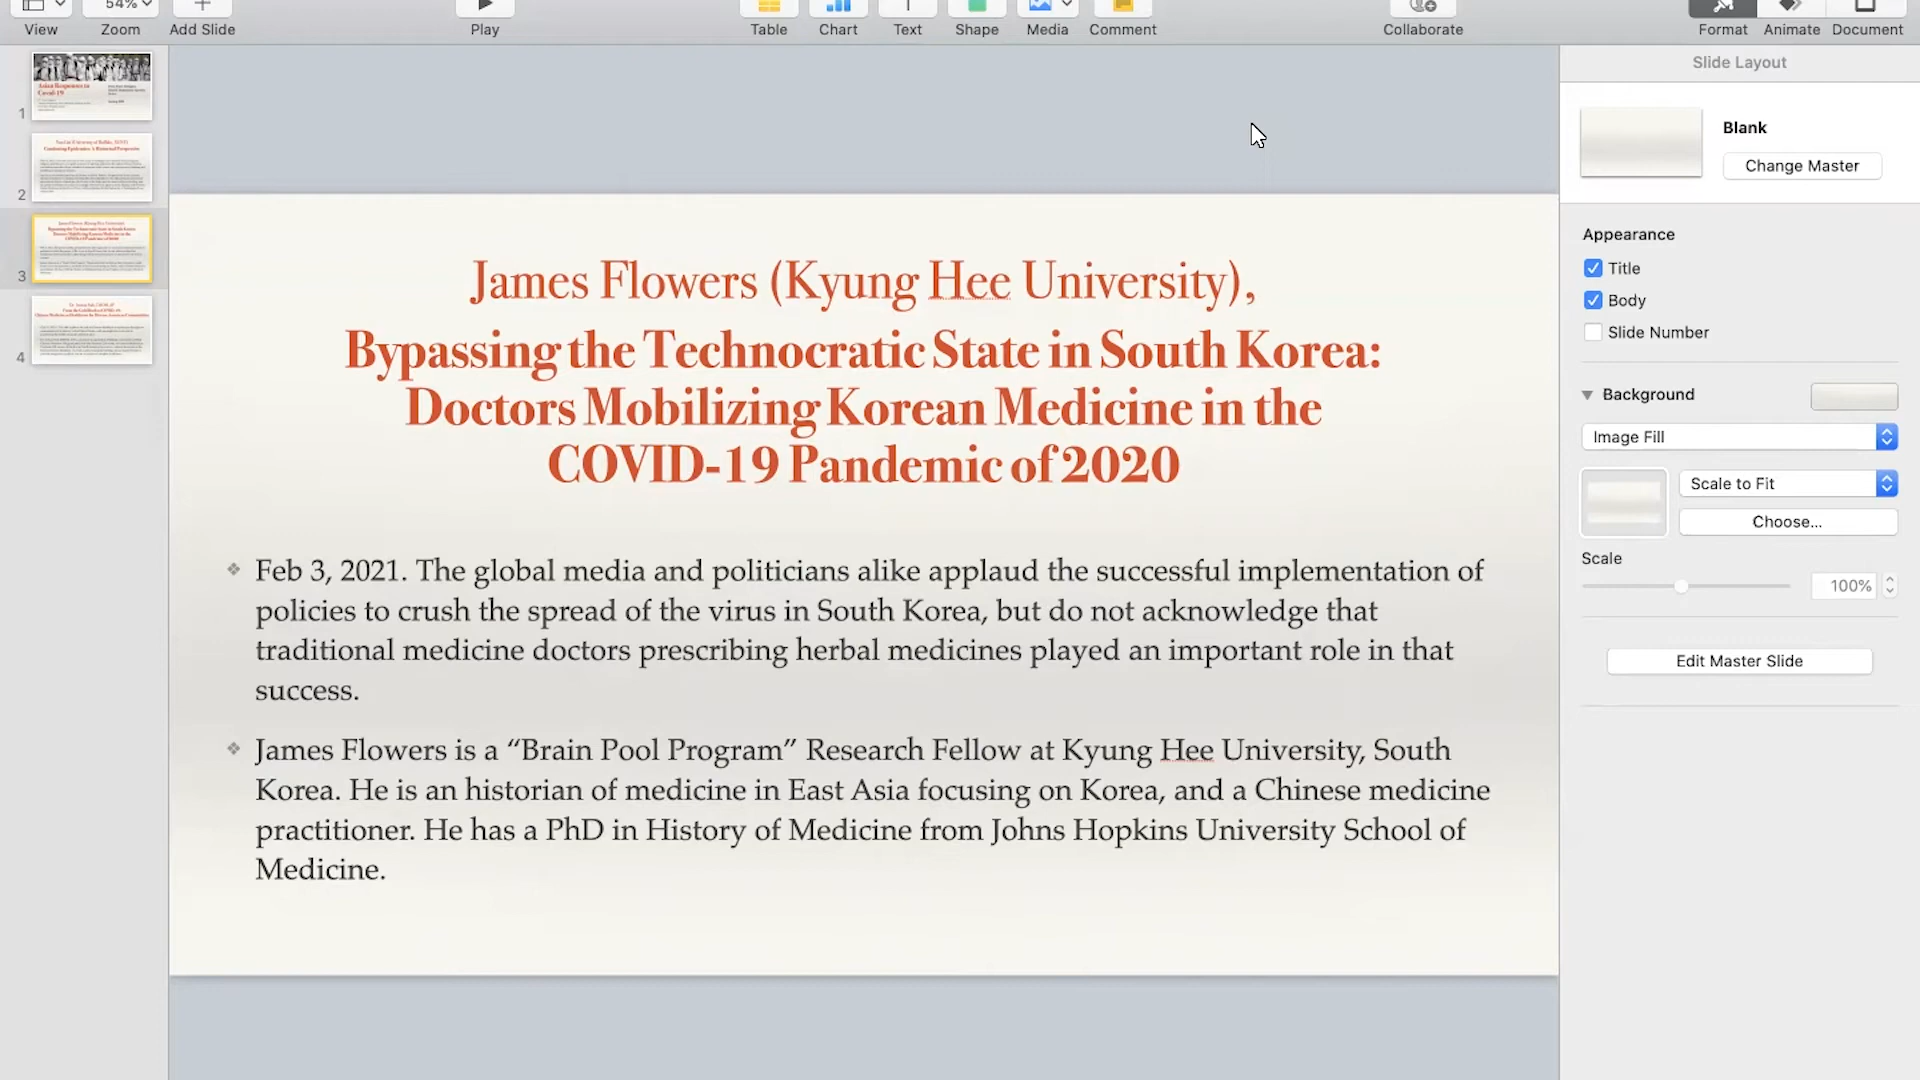 54%
View
Zoom
Add Slide
Play
Table
Chart
Text
Shape
Media
Comment
Collaborate
Format
Animate
Document
1
Asian Responses to
Covid-19
2
3
4
James Flowers (Kyung Hee University),
Bypassing the Technocratic State in South Korea:
Doctors Mobilizing Korean Medicine in the
COVID-19 Pandemic of 2020
Feb 3, 2021. The global media and politicians alike applaud the successful implementation of
policies to crush the spread of the virus in South Korea, but do not acknowledge that
traditional medicine doctors prescribing herbal medicines played an important role in that
success.
James Flowers is a “Brain Pool Program” Research Fellow at Kyung Hee University, South
Korea. He is an historian of medicine in East Asia focusing on Korea, and a Chinese medicine
practitioner. He has a PhD in History of Medicine from Johns Hopkins University School of
Medicine.
Slide Layout
Blank
Change Master
Appearance
Title
Body
Slide Number
Background
Image Fill
Scale to Fit
Choose...
Scale
100%
Edit Master Slide